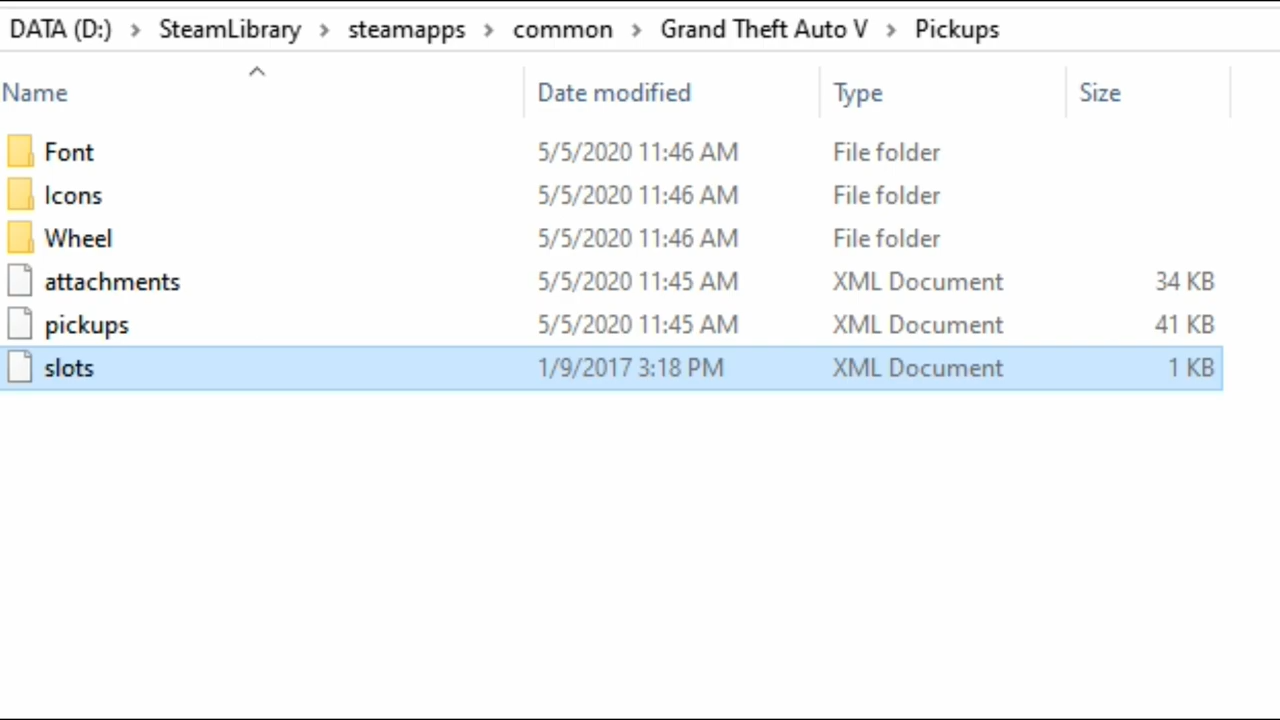 DATA (D:) > SteamLibrary > steamapps > common > Grand Theft Auto V > Pickups
Name Date modified Type Size
Font 5/5/2020 11:46 AM File folder
Icons 5/5/2020 11:46 AM File folder
Wheel 5/5/2020 11:46 AM File folder
attachments 5/5/2020 11:45 AM XML Document 34 KB
pickups 5/5/2020 11:45 AM XML Document 41 KB
slots 1/9/2017 3:18 PM XML Document 1 KB